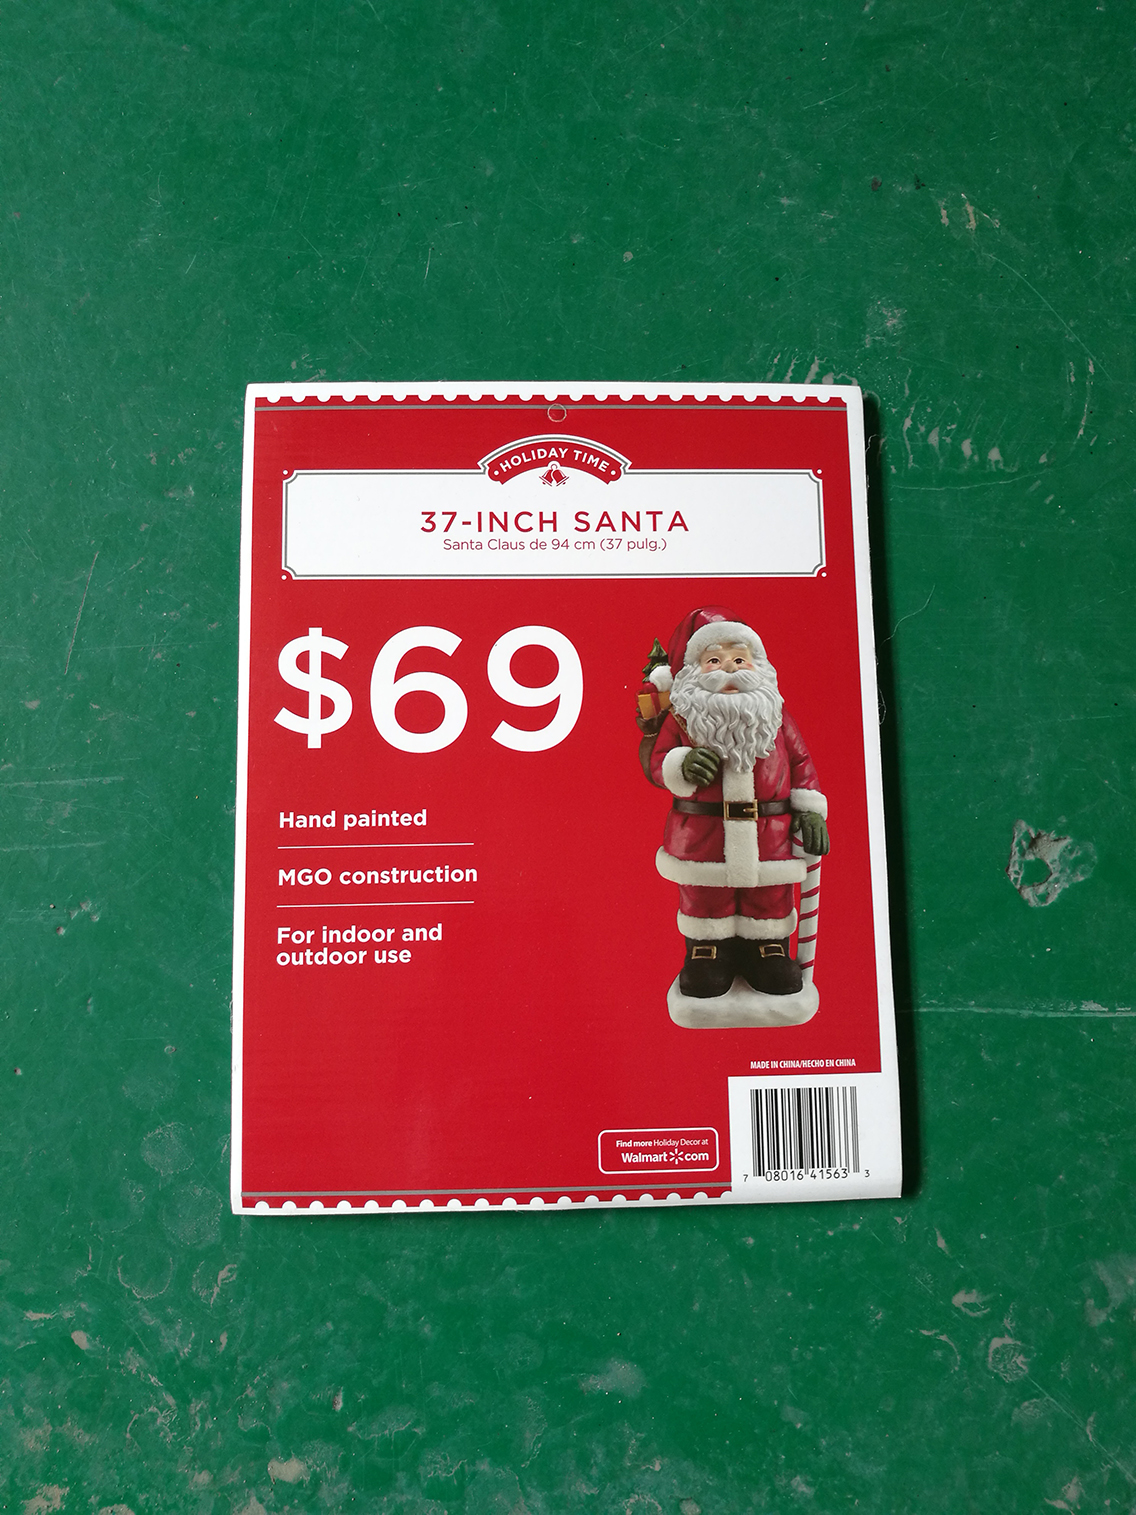 HOLIDAY TIME
37-INCH SANTA
Santa Claus de 94 cm (37 pulg.)
$69
Hand painted
MGO construction
For indoor and
outdoor use
MADE IN CHINA/HECHO EN CHINA
Find more Holiday Decor at
Walmart.com
7 08016 41563 3